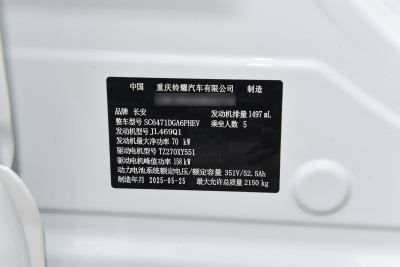 中国 重庆铃耀汽车有限公司 制造
品牌 长安 发动机排量 1497 mL
整车型号 SC6471DGA6PHEV 乘坐人数 5
发动机型号 JL469Q1
发动机最大净功率 70 kW
驱动电机型号 TZ270XY551
驱动电机峰值功率 158 kW
动力电池系统额定电压/额定容量 351V/52.5Ah
制造年月 2025-05-25 最大允许总质量 2150 kg